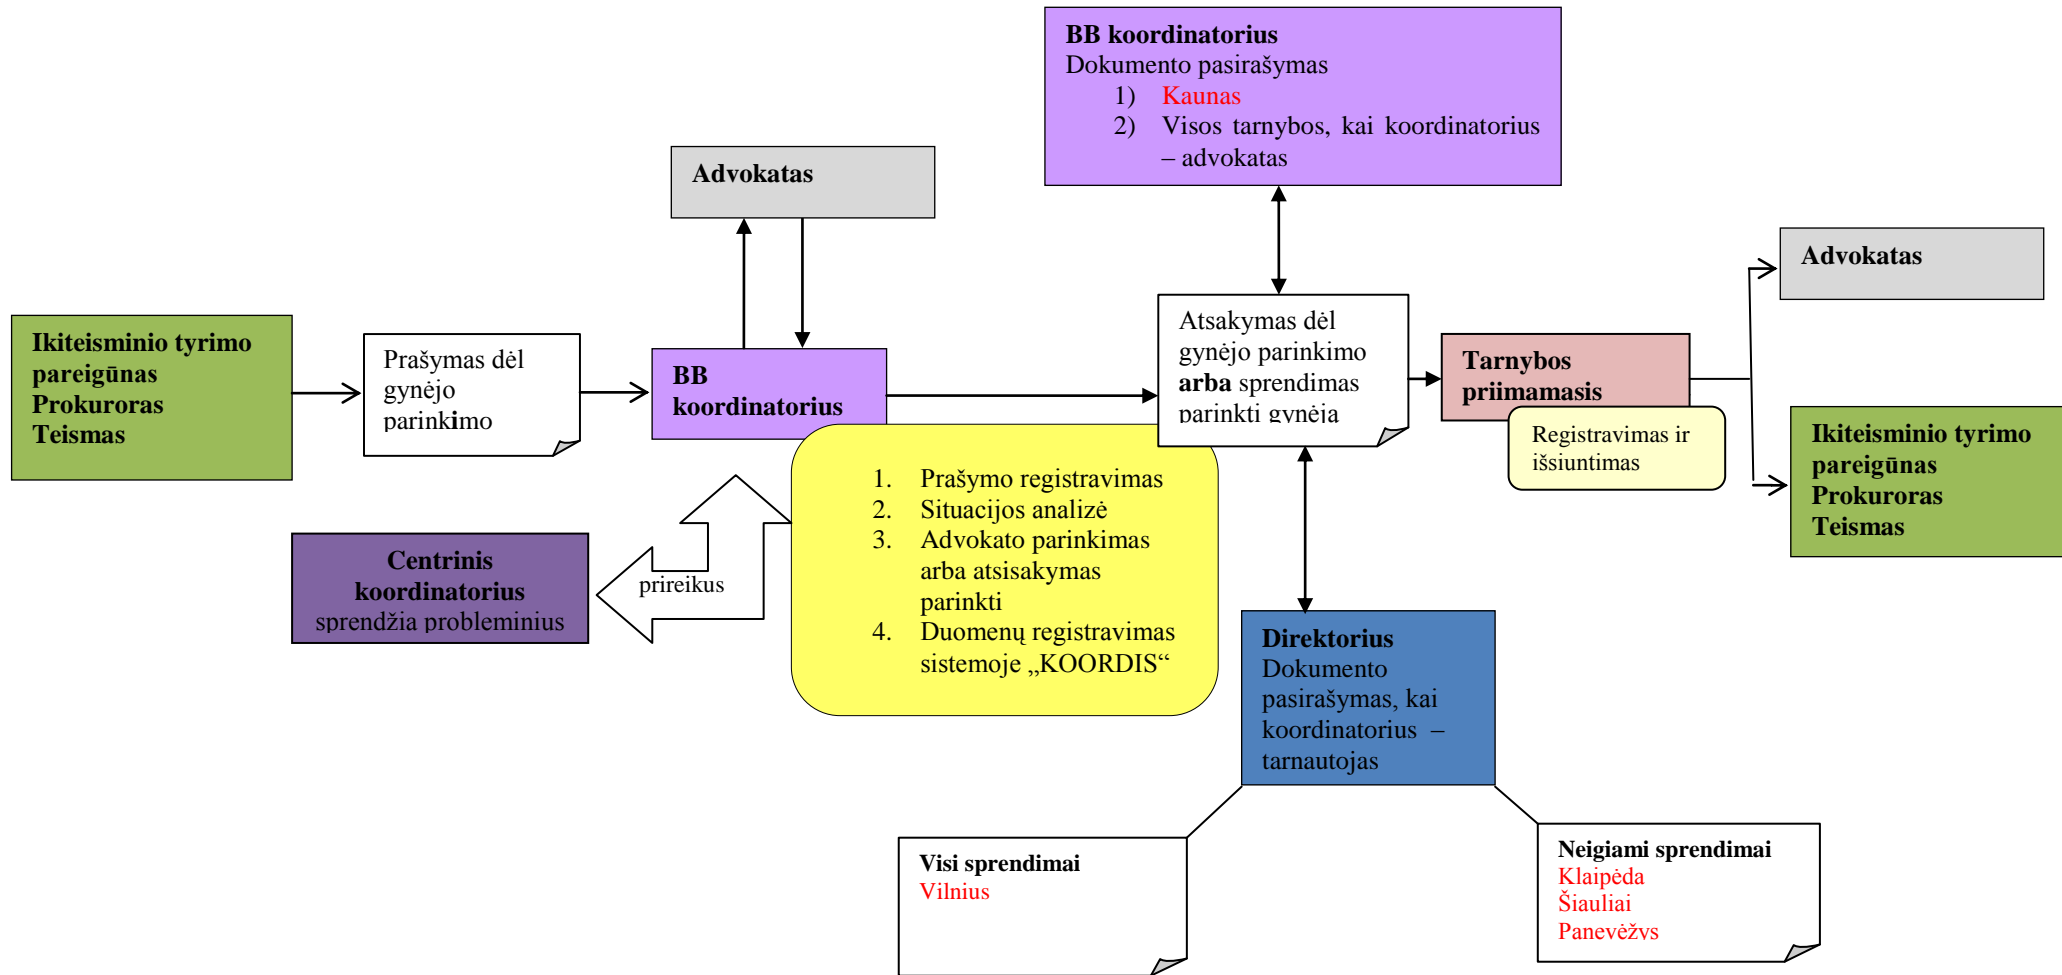 BB koordinatorius
Dokumento pasirašymas
1) Kaunas
2) Visos tarnybos, kai koordinatorius
– advokatas
Advokatas
Advokatas
Ikiteisminio tyrimo
pareigūnas
Prokuroras
Teismas
Prašymas dėl
gynėjo
parinkimo
BB
koordinatorius
Atsakymas dėl
gynėjo parinkimo
arba sprendimas
parinkti gynėją
Tarnybos
priimamasis
Registravimas ir
išsiuntimas
Ikiteisminio tyrimo
pareigūnas
Prokuroras
Teismas
1. Prašymo registravimas
2. Situacijos analizė
3. Advokato parinkimas
arba atsisakymas
parinkti
4. Duomenų registravimas
sistemoje „KOORDIS“
Centrinis
koordinatorius
sprendžia probleminius
prireikus
Direktorius
Dokumento
pasirašymas, kai
koordinatorius –
tarnautojas
Visi sprendimai
Vilnius
Neigiami sprendimai
Klaipėda
Šiauliai
Panevėžys